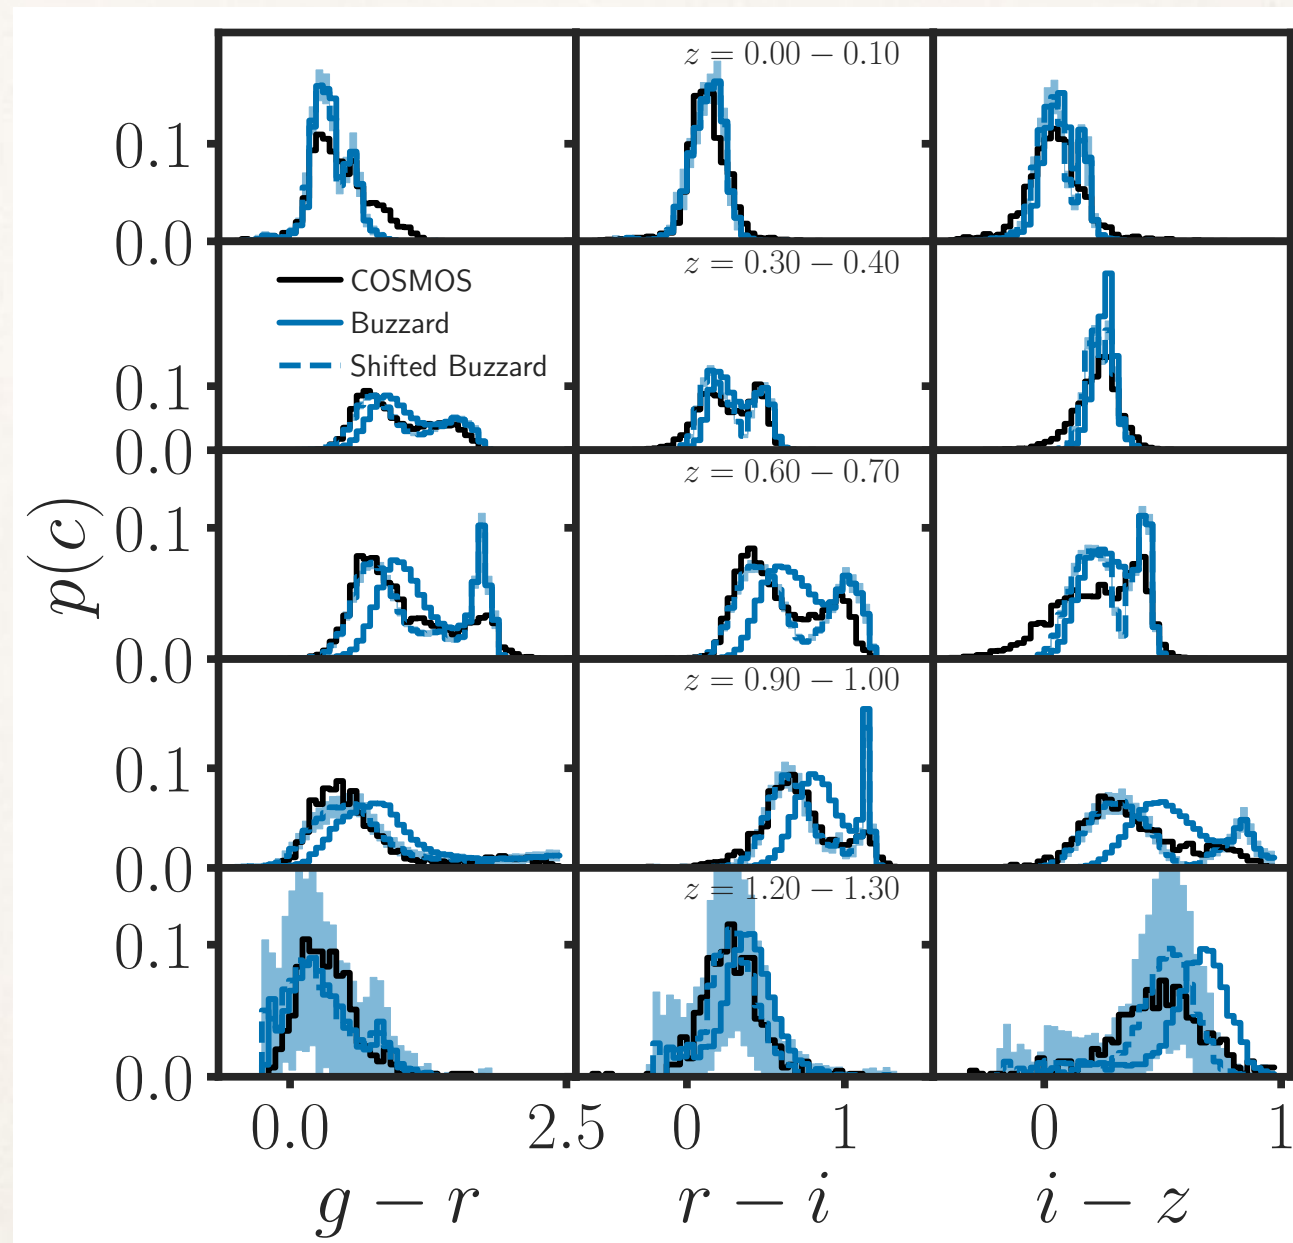 z = 0.00 − 0.10
0.1
0.0
z = 0.30 − 0.40
COSMOS
Buzzard
Shifted Buzzard
0.1
0.0
z = 0.60 − 0.70
0.1
0.0
z = 0.90 − 1.00
0.1
0.0
z = 1.20 − 1.30
0.1
0.0
p(c)
0.0 2.5 0 1 0 1
g − r r − i i − z